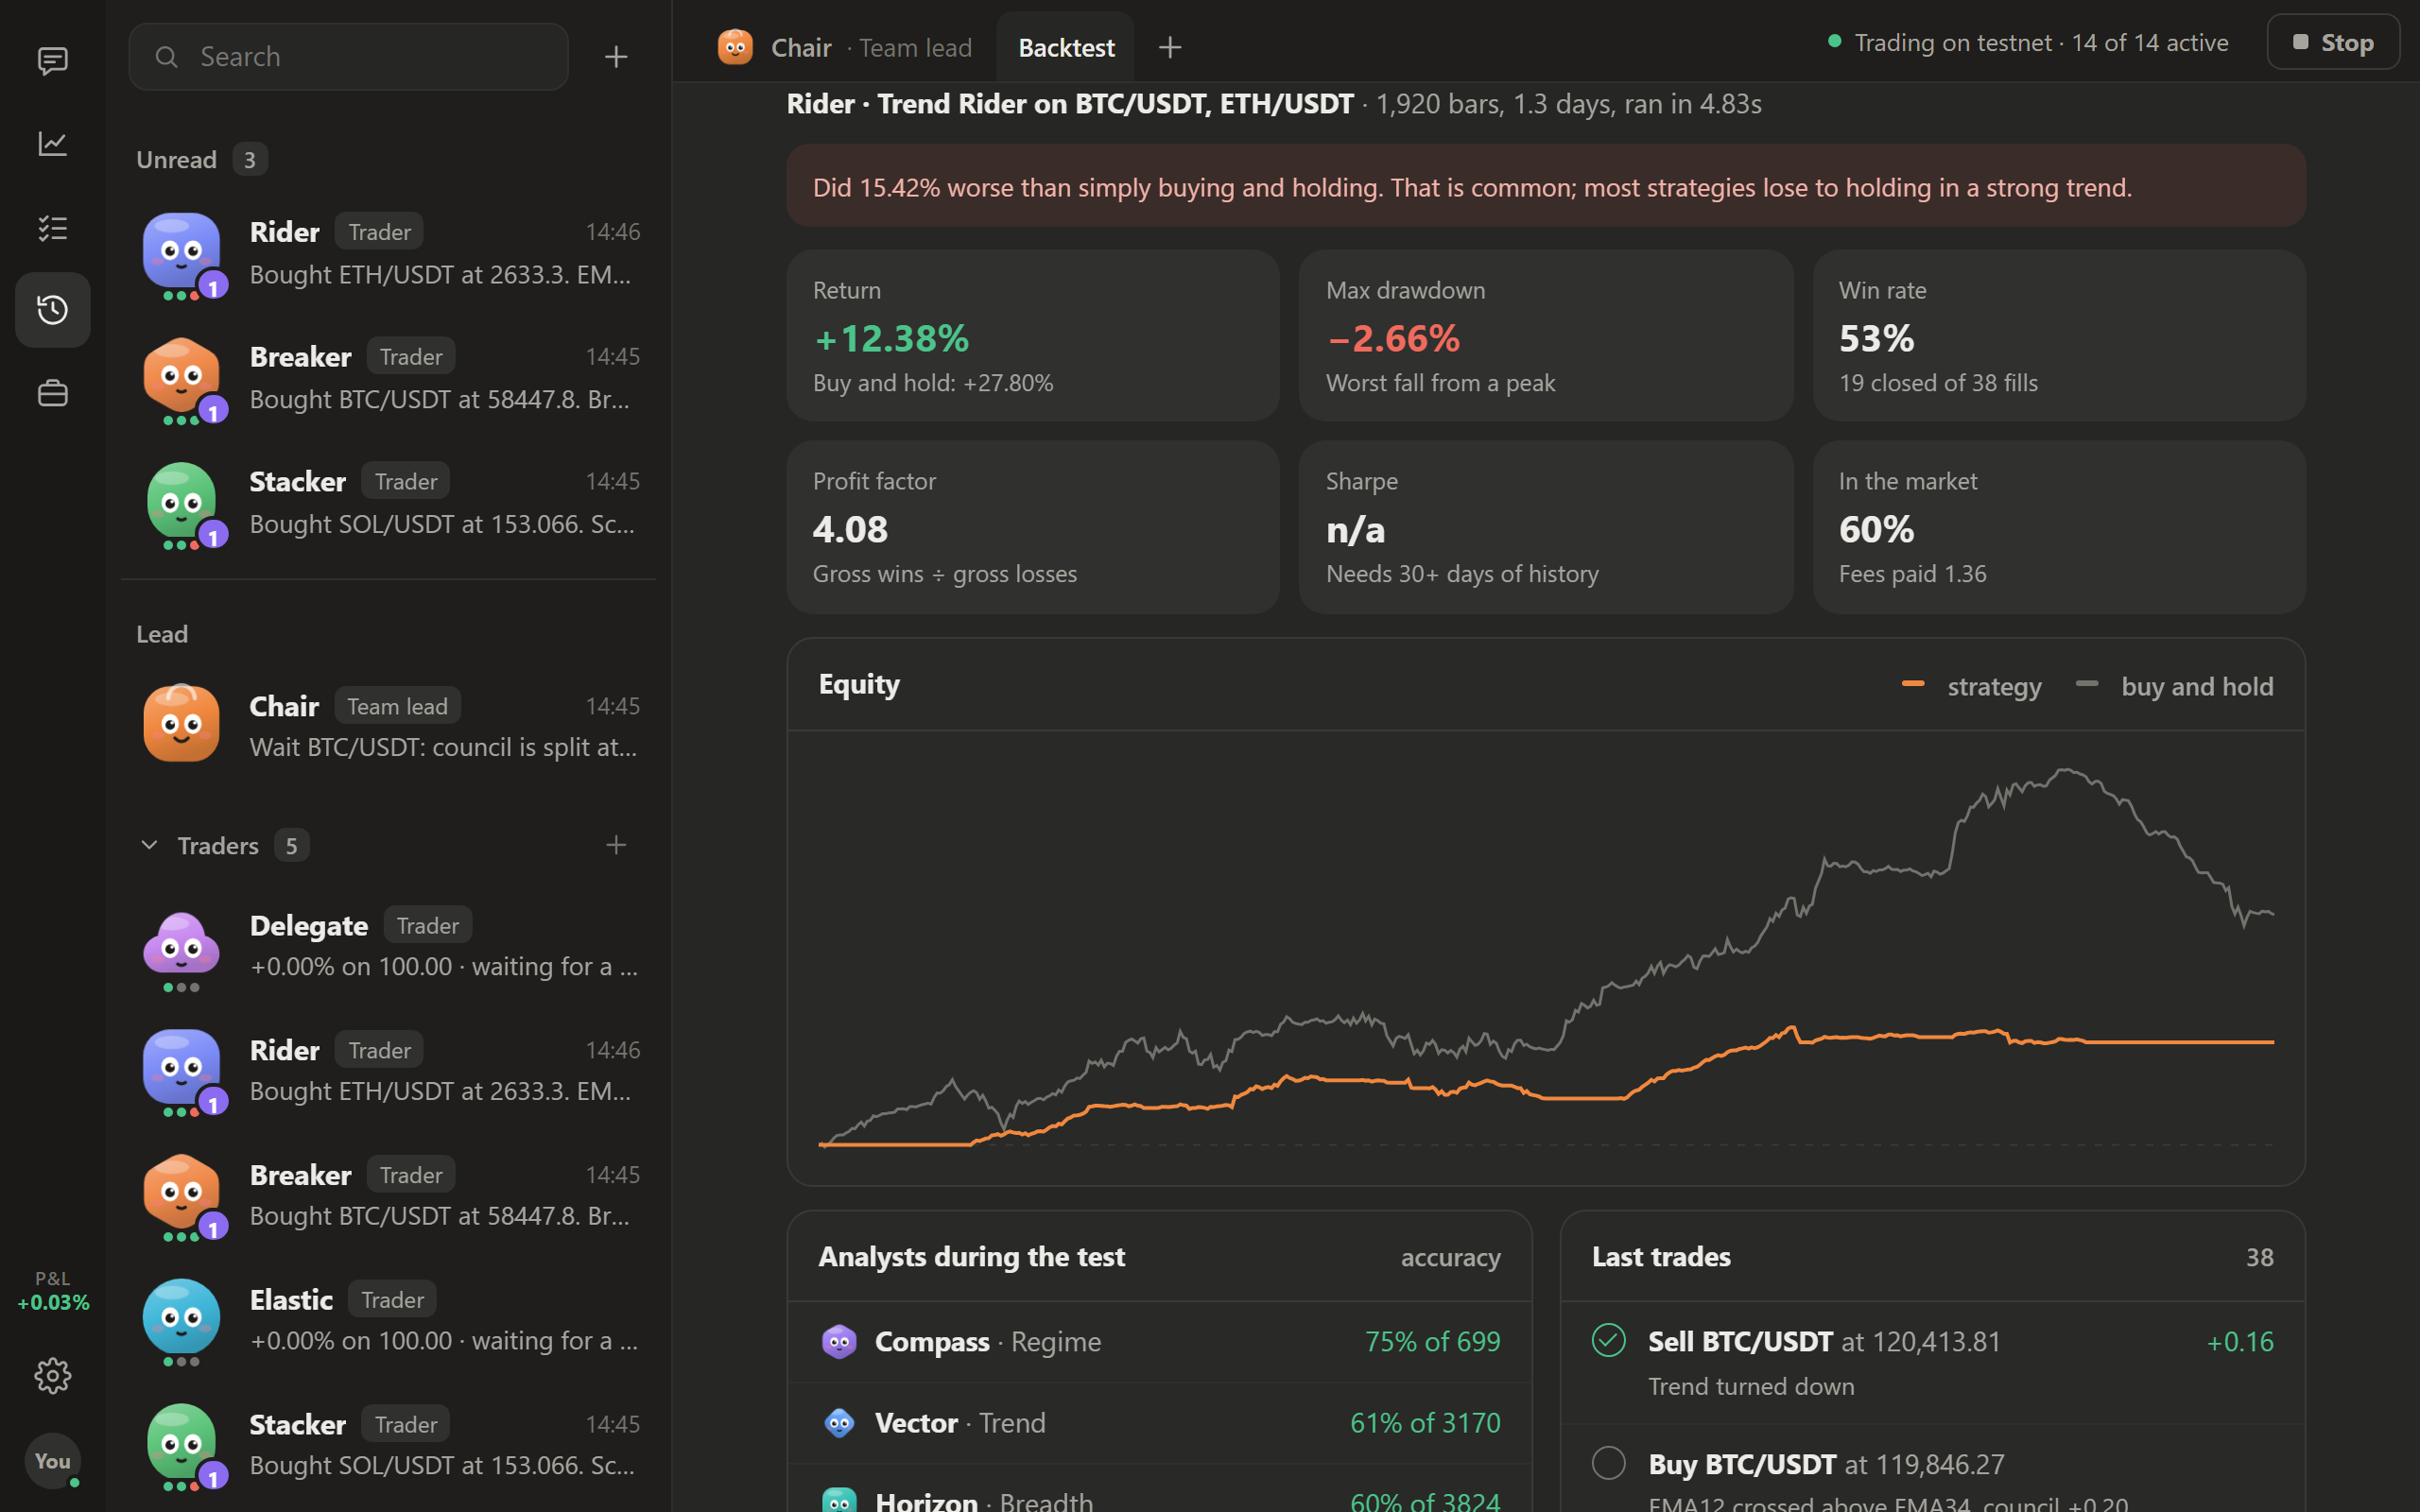 Search
Unread 3
Rider Trader 14:46
Bought ETH/USDT at 2633.3. EM...
1
Breaker Trader 14:45
Bought BTC/USDT at 58447.8. Br...
1
Stacker Trader 14:45
Bought SOL/USDT at 153.066. Sc...
1
Lead
Chair Team lead 14:45
Wait BTC/USDT: council is split at...
Traders 5
Delegate Trader
+0.00% on 100.00 · waiting for a ...
Rider Trader 14:46
Bought ETH/USDT at 2633.3. EM...
1
Breaker Trader 14:45
Bought BTC/USDT at 58447.8. Br...
1
Elastic Trader
+0.00% on 100.00 · waiting for a ...
Stacker Trader 14:45
Bought SOL/USDT at 153.066. Sc...
1
P&L
+0.03%
You
Chair · Team lead
Backtest
Trading on testnet · 14 of 14 active
Stop
Rider · Trend Rider on BTC/USDT, ETH/USDT · 1,920 bars, 1.3 days, ran in 4.83s
Did 15.42% worse than simply buying and holding. That is common; most strategies lose to holding in a strong trend.
Return
+12.38%
Buy and hold: +27.80%
Max drawdown
−2.66%
Worst fall from a peak
Win rate
53%
19 closed of 38 fills
Profit factor
4.08
Gross wins ÷ gross losses
Sharpe
n/a
Needs 30+ days of history
In the market
60%
Fees paid 1.36
Equity
strategy
buy and hold
Analysts during the test accuracy
Compass · Regime 75% of 699
Vector · Trend 61% of 3170
Horizon · Breadth 60% of 3824
Last trades 38
Sell BTC/USDT at 120,413.81 +0.16
Trend turned down
Buy BTC/USDT at 119,846.27
EMA12 crossed above EMA34, council +0.20